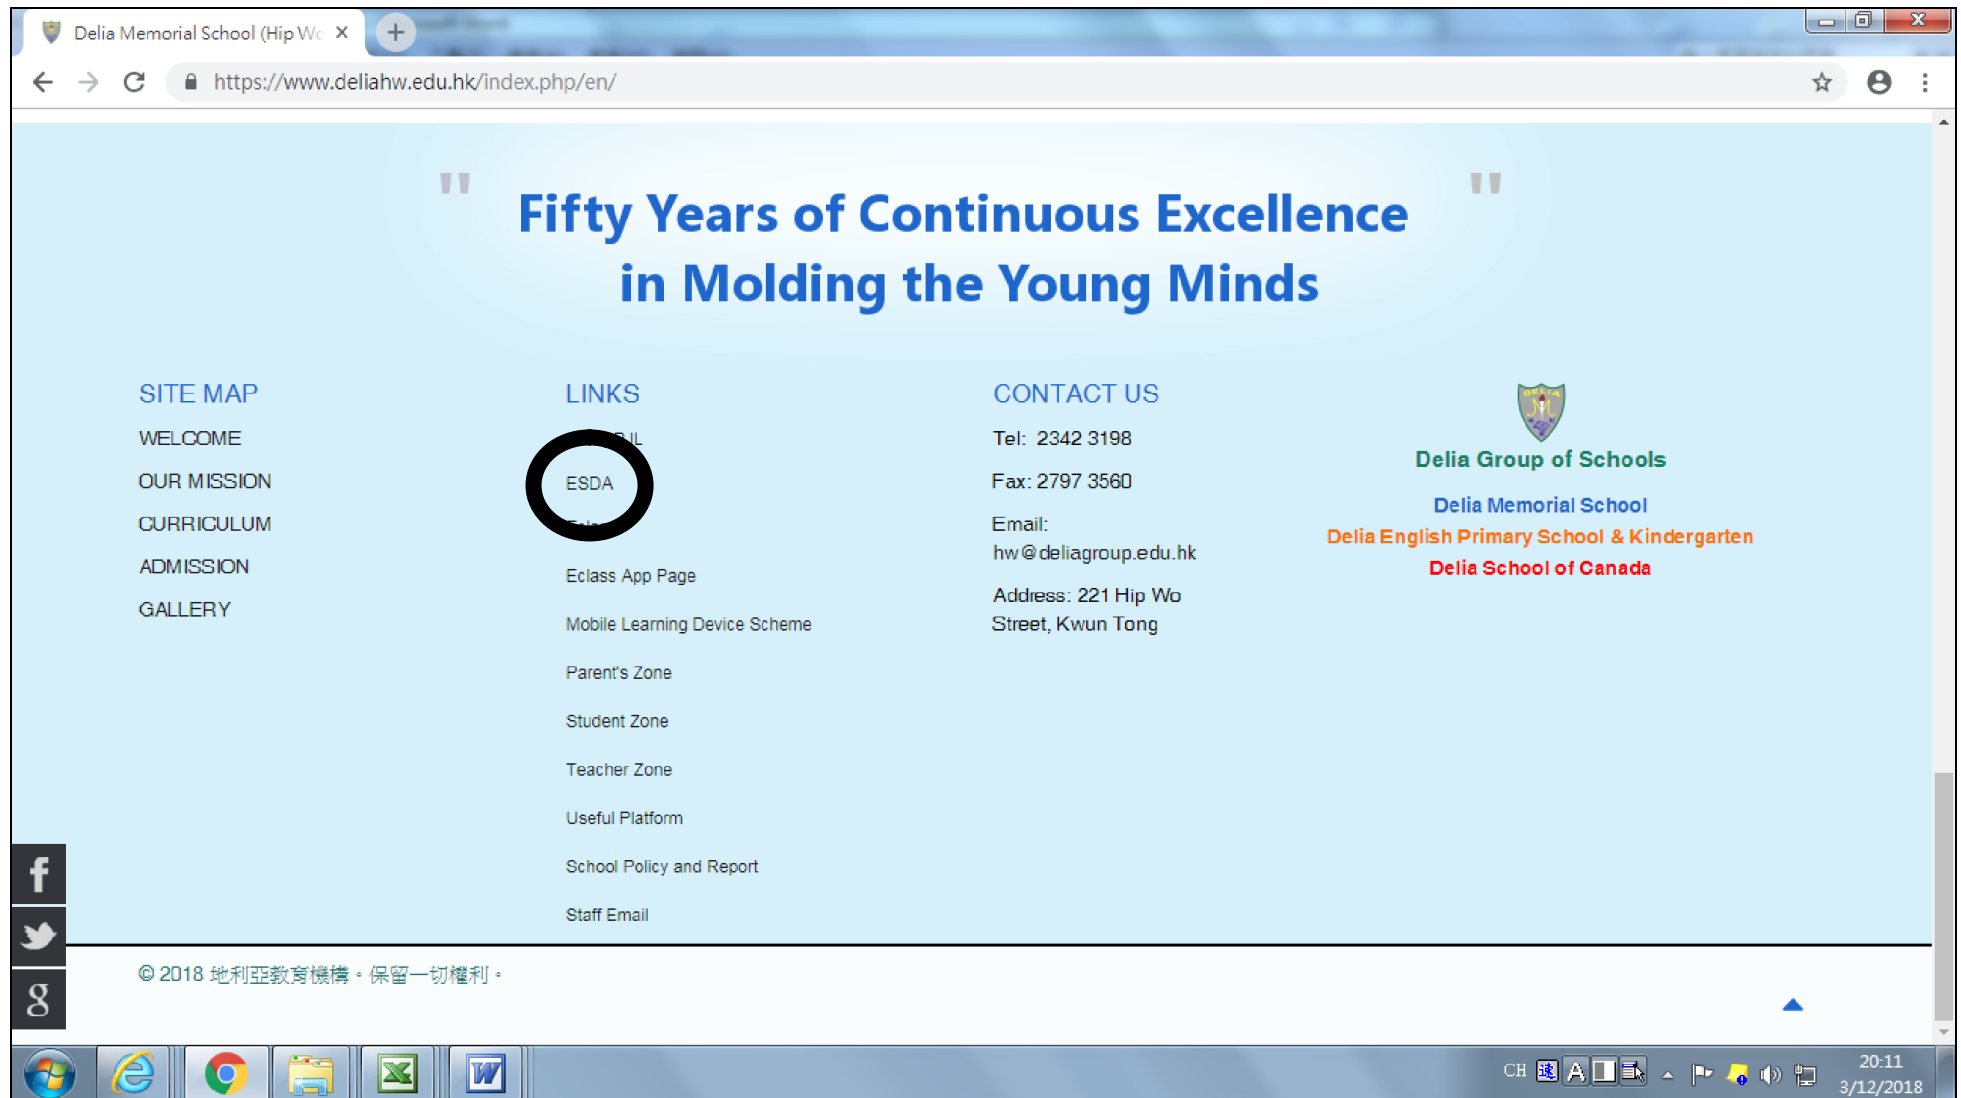 Delia Memorial School (Hip Wo
https://www.deliahw.edu.hk/index.php/en/
" Fifty Years of Continuous Excellence "
in Molding the Young Minds
SITE MAP
WELCOME
OUR MISSION
CURRICULUM
ADMISSION
GALLERY
LINKS
ESDA
Eclass App Page
Mobile Learning Device Scheme
Parent's Zone
Student Zone
Teacher Zone
Useful Platform
School Policy and Report
Staff Email
CONTACT US
Tel: 2342 3198
Fax: 2797 3560
Email:
hw@deliagroup.edu.hk
Address: 221 Hip Wo
Street, Kwun Tong
DELIA
Delia Group of Schools
Delia Memorial School
Delia English Primary School & Kindergarten
Delia School of Canada
© 2018 地利亞教育機構。保留一切權利。
CH 速 A
20:11
3/12/2018